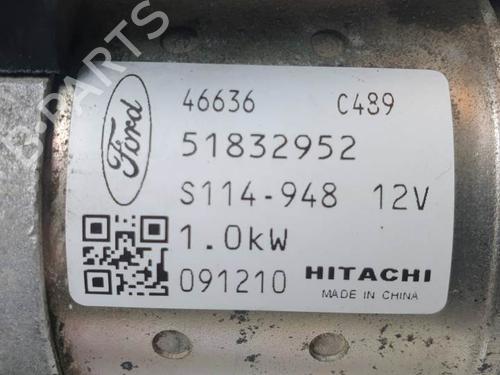 B-PARTS
Ford
46636 C489
51832952
S114-948 12V
1.0kW
091210 HITACHI
MADE IN CHINA